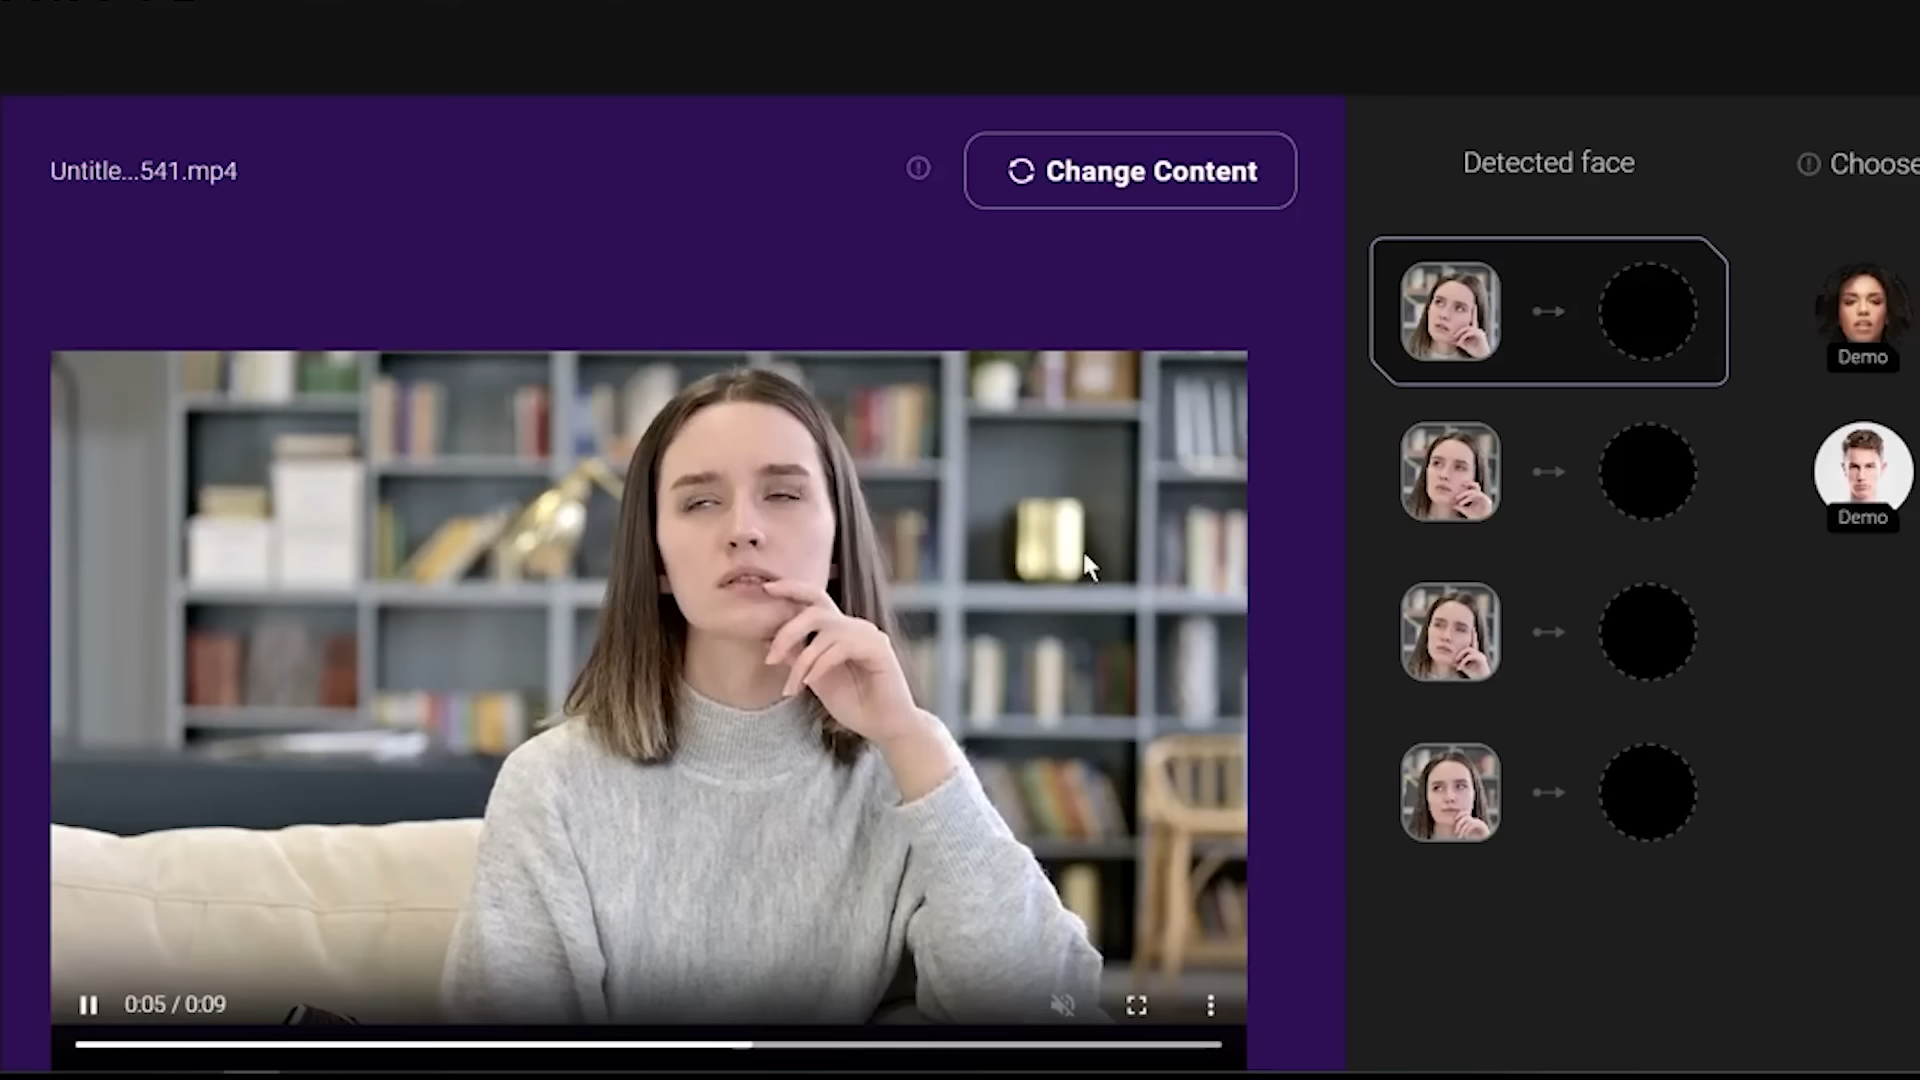 Untitle...541.mp4
Change Content
Detected face
Choose
Demo
Demo
0:05 / 0:09